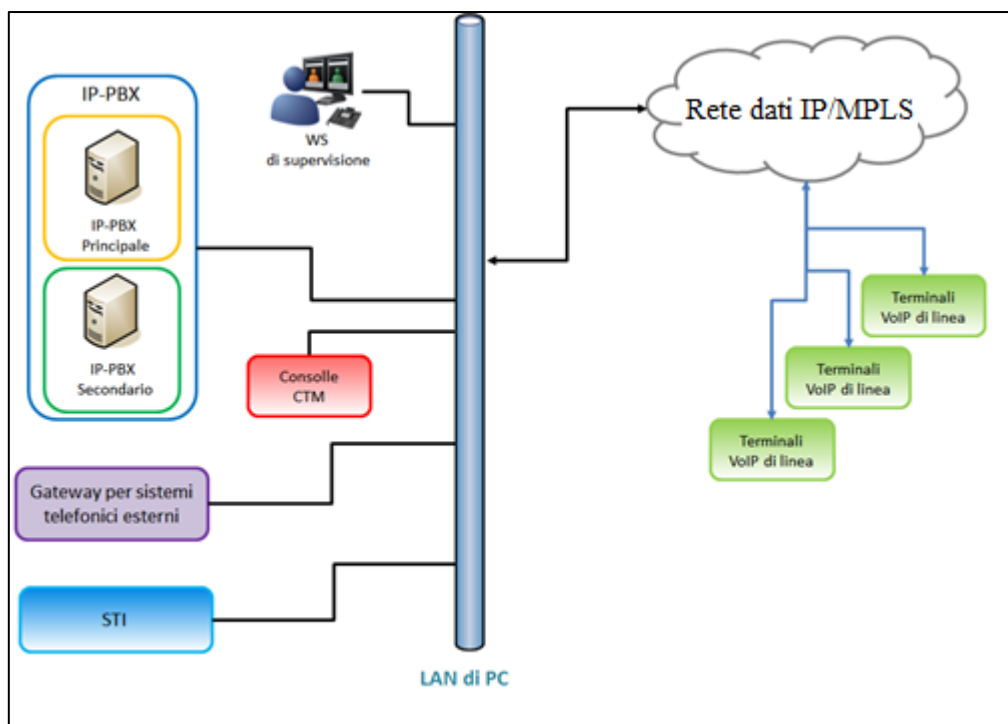 IP-PBX
IP-PBX
Principale
IP-PBX
Secondario
WS
di supervisione
Rete dati IP/MPLS
Terminali
VoIP di linea
Terminali
VoIP di linea
Terminali
VoIP di linea
Consolle
CTM
Gateway per sistemi
telefonici esterni
STI
LAN di PC